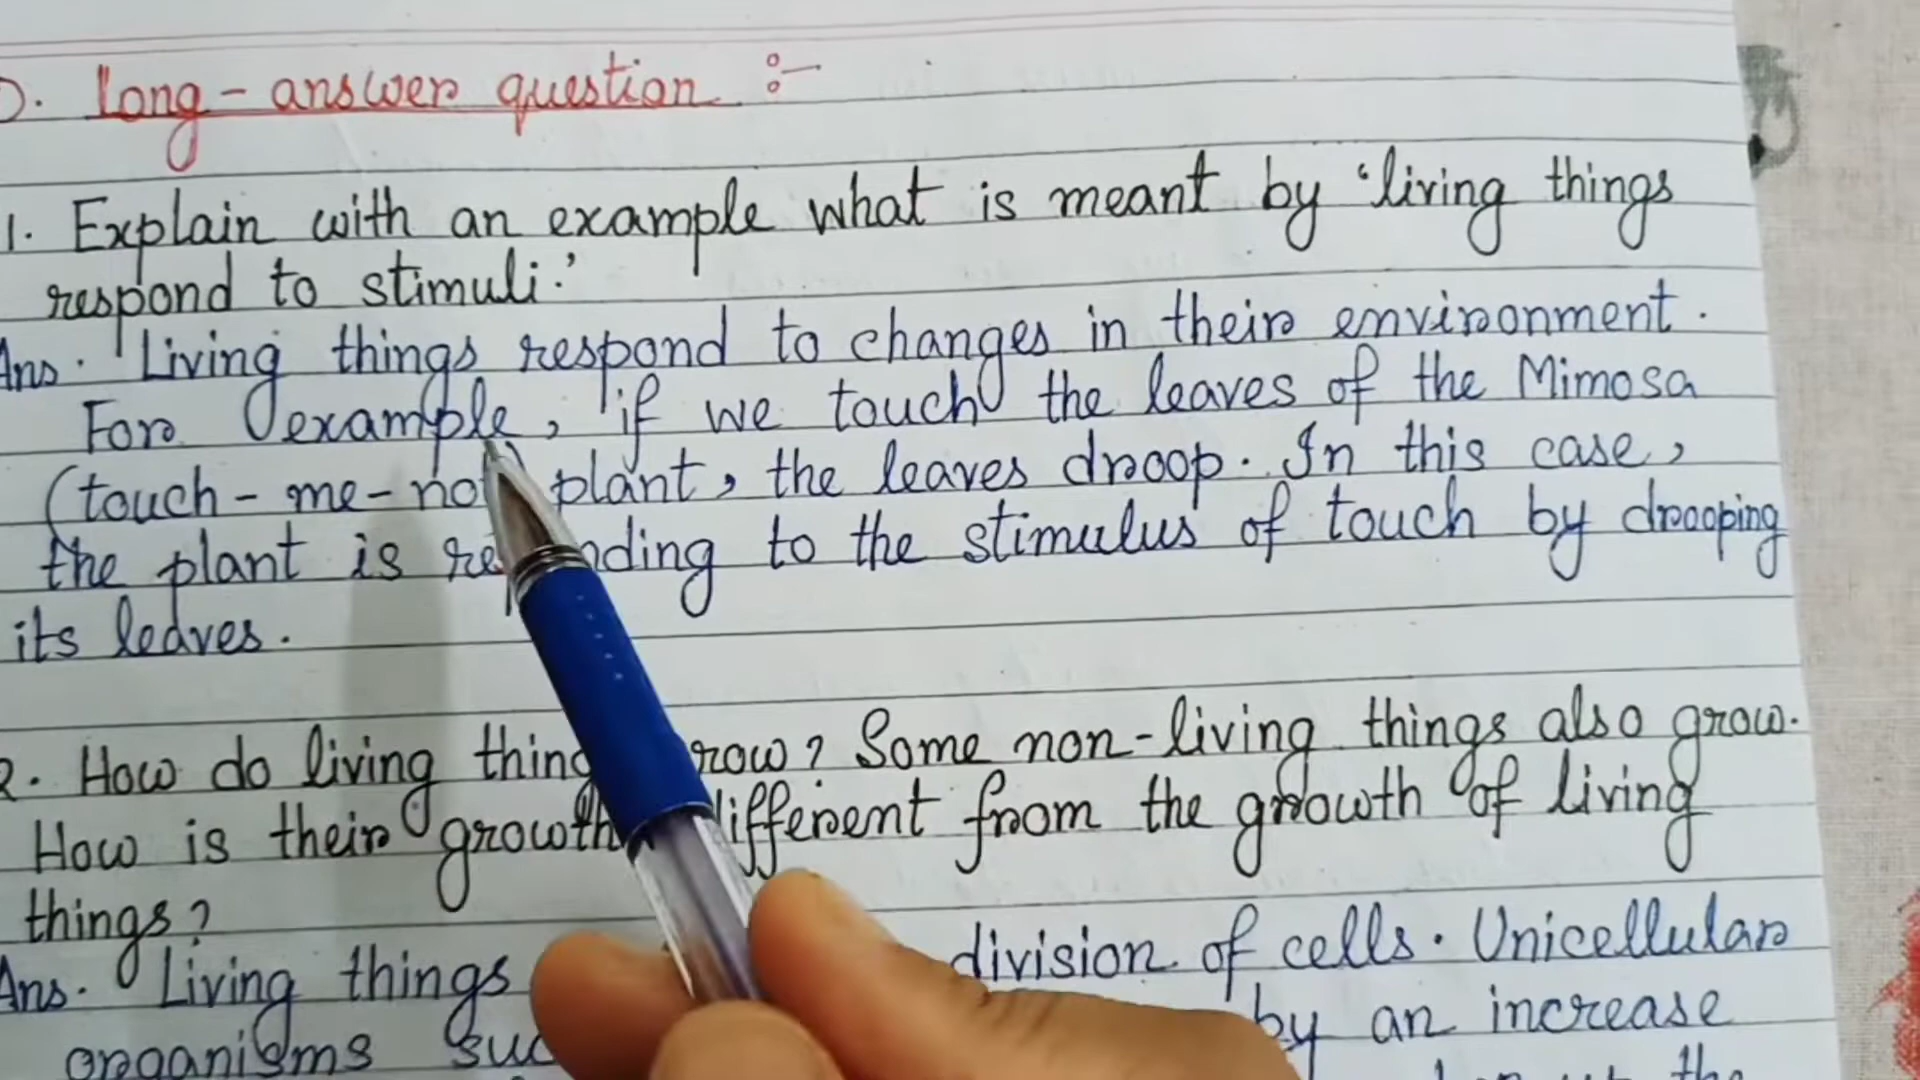 D. Long-answer question :-
1. Explain with an example what is meant by 'living things
respond to stimuli.'
Ans. Living things respond to changes in their environment.
For example, if we touch the leaves of the Mimosa
(touch-me-not) plant, the leaves droop. In this case,
the plant is responding to the stimulus of touch by drooping
its leaves.
2. How do living things grow? Some non-living things also grow.
How is their growth different from the growth of living
things?
Ans. Living things division of cells. Unicellular
organisms by an increase
the